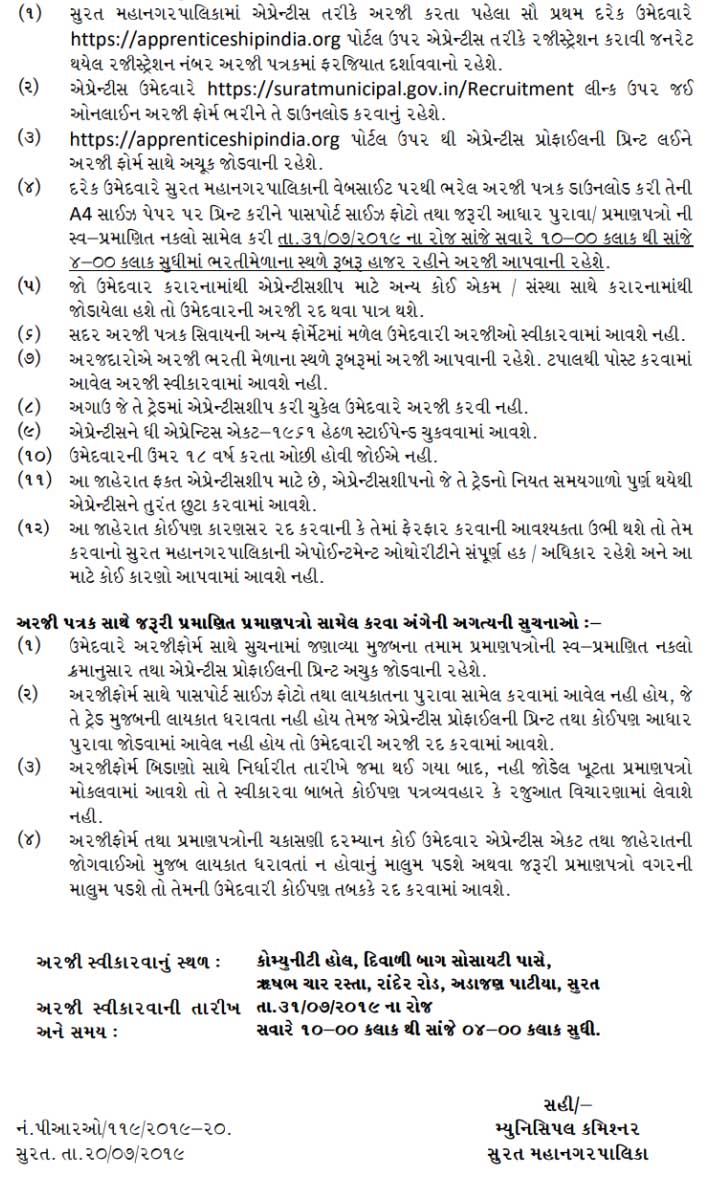 (૧) સુરત મહાનગરપાલિકામાં એપ્રેન્ટીસ તરીકે અરજી કરતા પહેલા સૌ પ્રથમ દરેક ઉમેદવારે
https://apprenticeshipindia.org પોર્ટલ ઉપર એપ્રેન્ટીસ તરીકે રજીસ્ટ્રેશન કરાવી જનરેટ
થયેલ રજીસ્ટ્રેશન નંબર અરજી પત્રકમાં ફરજિયાત દર્શાવવાનો રહેશે.
(૨) એપ્રેન્ટીસ ઉમેદવારે https://suratmunicipal.gov.in/Recruitment લીન્ક ઉપર જઈ
ઓનલાઈન અરજી ફોર્મ ભરીને તે ડાઉનલોડ કરવાનું રહેશે.
(૩) https://apprenticeshipindia.org પોર્ટલ ઉપર થી એપ્રેન્ટીસ પ્રોફાઈલની પ્રિન્ટ લઈને
અરજી ફોર્મ સાથે અચૂક જોડવાની રહેશે.
(૪) દરેક ઉમેદવારે સુરત મહાનગરપાલિકાની વેબસાઈટ પરથી ભરેલ અરજી પત્રક ડાઉનલોડ કરી તેની
A4 સાઈઝ પેપર પર પ્રિન્ટ કરીને પાસપોર્ટ સાઈઝ ફોટો તથા જરૂરી આધાર પુરાવા/ પ્રમાણપત્રો ની
સ્વ–પ્રમાણિત નકલો સામેલ કરી તા.૩૧/૦૭/૨૦૧૯ ના રોજ સાંજે સવારે ૧૦–૦૦ કલાક થી સાંજે
૪–૦૦ કલાક સુધીમાં ભરતીમેળાના સ્થળે રૂબરૂ હાજર રહીને અરજી આપવાની રહેશે.
(૫) જો ઉમેદવાર કરારનામાંથી એપ્રેન્ટીસશીપ માટે અન્ય કોઈ એકમ / સંસ્થા સાથે કરારનામાંથી
જોડાયેલા હશે તો ઉમેદવારની અરજી રદ થવા પાત્ર થશે.
(૬) સદર અરજી પત્રક સિવાયની અન્ય ફોર્મેટમાં મળેલ ઉમેદવારી અરજીઓ સ્વીકારવામાં આવશે નહી.
(૭) અરજદારોએ અરજી ભરતી મેળાના સ્થળે રૂબરૂમાં અરજી આપવાની રહેશે. ટપાલથી પોસ્ટ કરવામાં
આવેલ અરજી સ્વીકારવામાં આવશે નહી.
(૮) અગાઉ જે તે ટ્રેડમાં એપ્રેન્ટીસશીપ કરી ચુકેલ ઉમેદવારે અરજી કરવી નહી.
(૯) એપ્રેન્ટીસને ધી એપ્રેન્ટિસ એકટ–૧૯૬૧ હેઠળ સ્ટાઈપેન્ડ ચુકવવામાં આવશે.
(૧૦) ઉમેદવારની ઉમર ૧૮ વર્ષ કરતા ઓછી હોવી જોઈએ નહી.
(૧૧) આ જાહેરાત ફકત એપ્રેન્ટીસશીપ માટે છે, એપ્રેન્ટીસશીપનો જે તે ટ્રેડનો નિયત સમયગાળો પુર્ણ થયેથી
એપ્રેન્ટીસને તુરંત છુટા કરવામાં આવશે.
(૧૨) આ જાહેરાત કોઈપણ કારણસર રદ કરવાની કે તેમાં ફેરફાર કરવાની આવશ્યકતા ઉભી થશે તો તેમ
કરવાનો સુરત મહાનગરપાલિકાની એપોઈન્ટમેન્ટ ઓથોરીટીને સંપૂર્ણ હક / અધિકાર રહેશે અને આ
માટે કોઈ કારણો આપવામાં આવશે નહી.
અરજી પત્રક સાથે જરૂરી પ્રમાણિત પ્રમાણપત્રો સામેલ કરવા અંગેની અગત્યની સુચનાઓ :–
(૧) ઉમેદવારે અરજીફોર્મ સાથે સુચનામાં જણાવ્યા મુજબના તમામ પ્રમાણપત્રોની સ્વ–પ્રમાણિત નકલો
ક્રમાનુસાર તથા એપ્રેન્ટીસ પ્રોફાઈલની પ્રિન્ટ અચુક જોડવાની રહેશે.
(૨) અરજીફોર્મ સાથે પાસપોર્ટ સાઈઝ ફોટો તથા લાયકાતના પુરાવા સામેલ કરવામાં આવેલ નહી હોય, જે
તે ટ્રેડ મુજબની લાયકાત ધરાવતા નહી હોય તેમજ એપ્રેન્ટીસ પ્રોફાઈલની પ્રિન્ટ તથા કોઈપણ આધાર
પુરાવા જોડવામાં આવેલ નહી હોય તો ઉમેદવારી અરજી રદ કરવામાં આવશે.
(૩) અરજીફોર્મ બિડાણો સાથે નિર્ધારીત તારીખે જમા થઈ ગયા બાદ, નહી જોડેલ ખૂટતા પ્રમાણપત્રો
મોકલવામાં આવશે તો તે સ્વીકારવા બાબતે કોઈપણ પત્રવ્યવહાર કે રજુઆત વિચારણામાં લેવાશે
નહી.
(૪) અરજીફોર્મ તથા પ્રમાણપત્રોની ચકાસણી દરમ્યાન કોઈ ઉમેદવાર એપ્રેન્ટીસ એકટ તથા જાહેરાતની
જોગવાઈઓ મુજબ લાયકાત ધરાવતાં ન હોવાનું માલુમ પડશે અથવા જરૂરી પ્રમાણપત્રો વગરની
માલુમ પડશે તો તેમની ઉમેદવારી કોઈપણ તબકકે રદ કરવામાં આવશે.
અરજી સ્વીકારવાનું સ્થળ : કોમ્યુનીટી હોલ, દિવાળી બાગ સોસાયટી પાસે,
ઋષભ ચાર રસ્તા, રાંદેર રોડ, અડાજણ પાટીયા, સુરત
અરજી સ્વીકારવાની તારીખ તા.૩૧/૦૭/૨૦૧૯ ના રોજ
અને સમય : સવારે ૧૦–૦૦ કલાક થી સાંજે ૦૪–૦૦ કલાક સુધી.
સહી/–
નં.પીઆરઓ/૧૧૯/૨૦૧૯–૨૦. મ્યુનિસિપલ કમિશ્નર
સુરત. તા.૨૦/૦૭/૨૦૧૯ સુરત મહાનગરપાલિકા